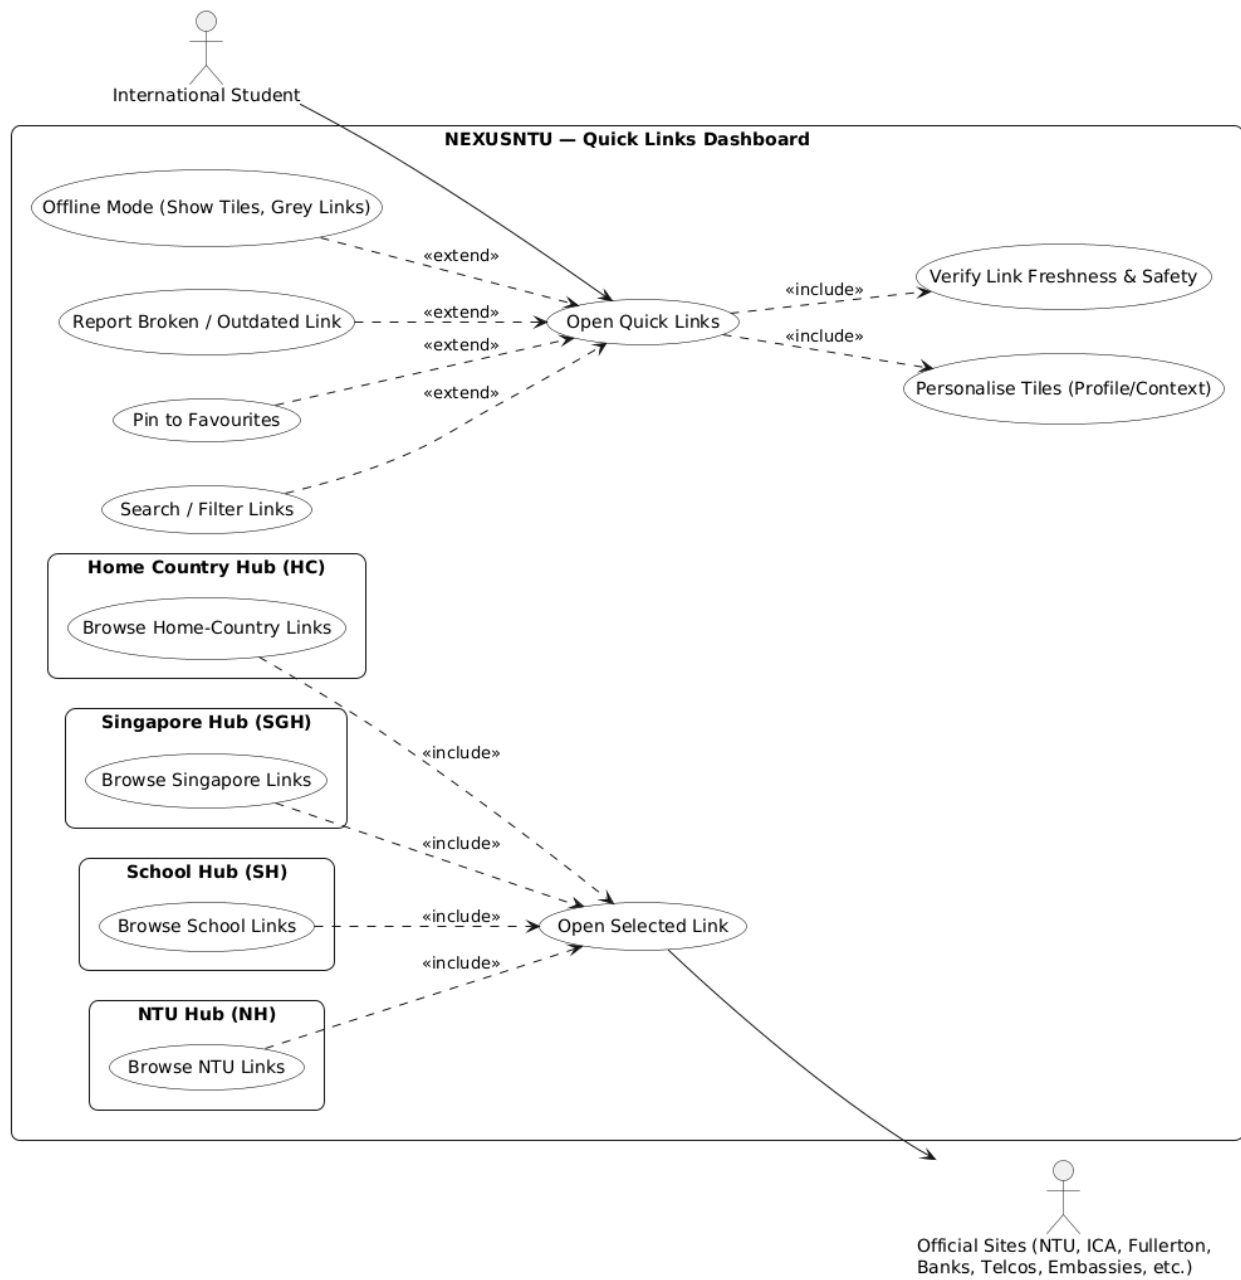 International Student
NEXUSNTU — Quick Links Dashboard
Offline Mode (Show Tiles, Grey Links)
«extend»
Verify Link Freshness & Safety
«include»
Report Broken / Outdated Link
«extend»
Open Quick Links
«include»
«extend»
Personalise Tiles (Profile/Context)
«extend»
Pin to Favourites
Search / Filter Links
Home Country Hub (HC)
Browse Home-Country Links
Singapore Hub (SGH)
«include»
Browse Singapore Links
«include»
School Hub (SH)
«include»
Browse School Links
Open Selected Link
«include»
NTU Hub (NH)
Browse NTU Links
Official Sites (NTU, ICA, Fullerton,
Banks, Telcos, Embassies, etc.)